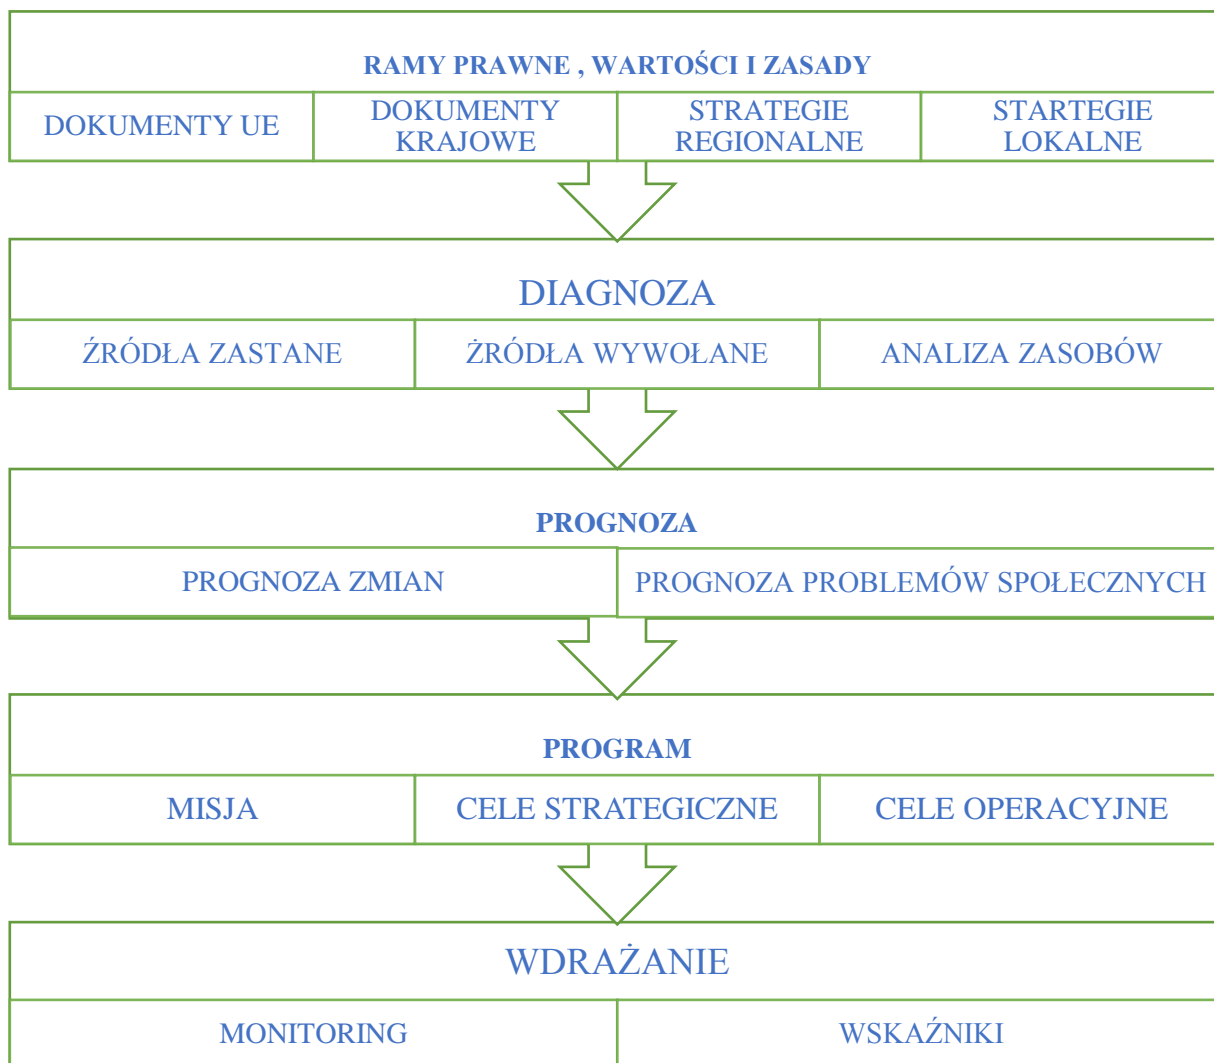 RAMY PRAWNE , WARTOŚCI I ZASADY
DOKUMENTY UE
DOKUMENTY
KRAJOWE
STRATEGIE
REGIONALNE
STARTEGIE
LOKALNE
DIAGNOZA
ŹRÓDŁA ZASTANE
ŻRÓDŁA WYWOŁANE
ANALIZA ZASOBÓW
PROGNOZA
PROGNOZA ZMIAN
PROGNOZA PROBLEMÓW SPOŁECZNYCH
PROGRAM
MISJA
CELE STRATEGICZNE
CELE OPERACYJNE
WDRAŻANIE
MONITORING
WSKAŹNIKI